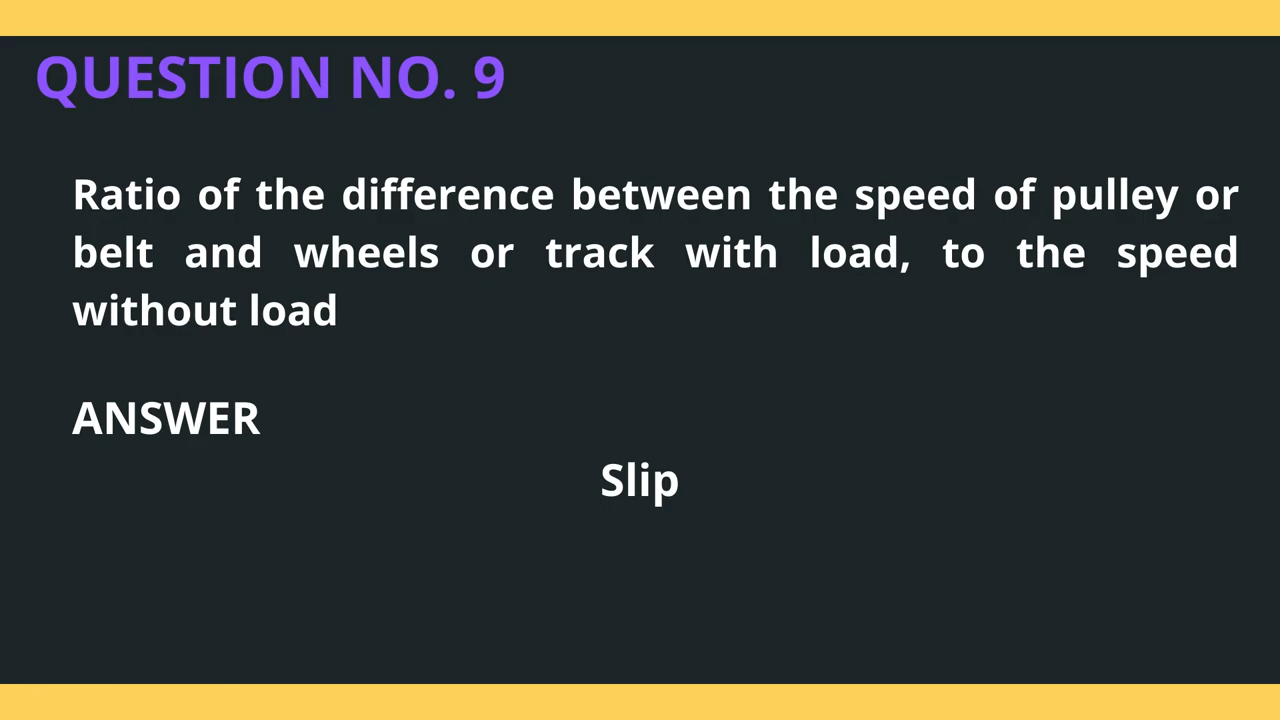 QUESTION NO. 9
Ratio of the difference between the speed of pulley or
belt and wheels or track with load, to the speed
without load
ANSWER
Slip